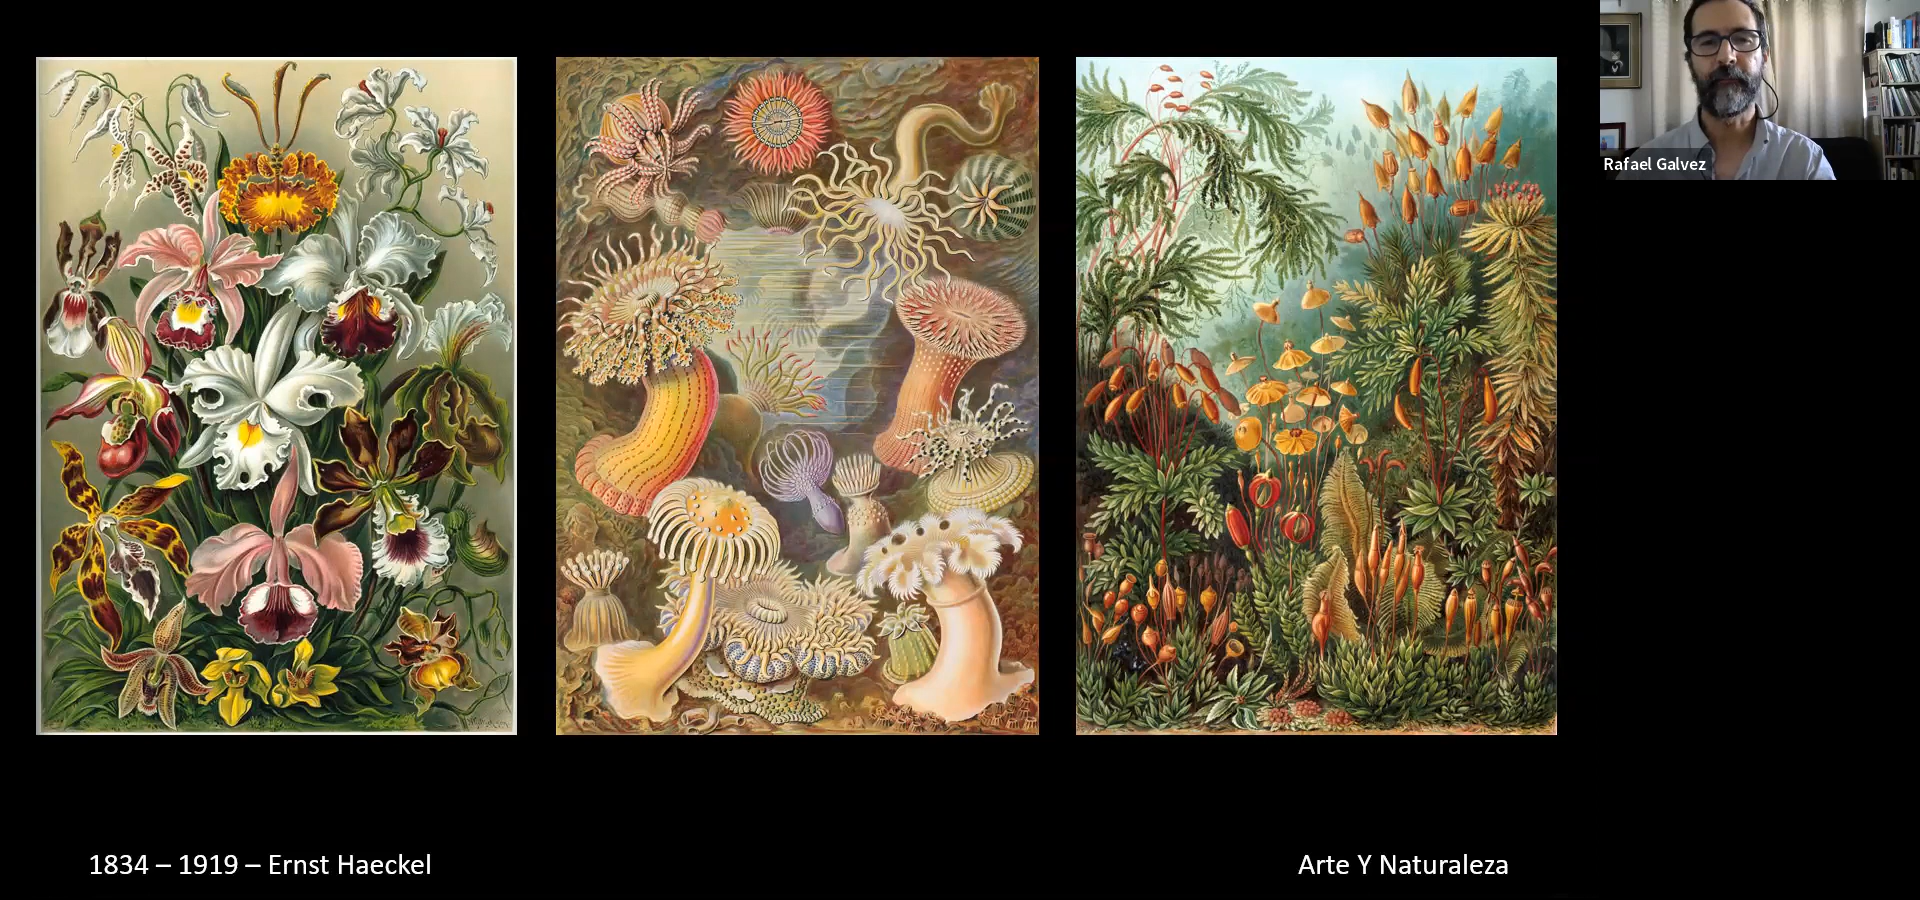 Rafael Galvez
1834 – 1919 – Ernst Haeckel
Arte Y Naturaleza